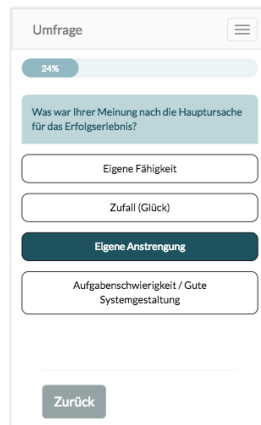 Umfrage
24%
Was war Ihrer Meinung nach die Hauptursache
für das Erfolgserlebnis?
Eigene Fähigkeit
Zufall (Glück)
Eigene Anstrengung
Aufgabenschwierigkeit / Gute
Systemgestaltung
Zurück